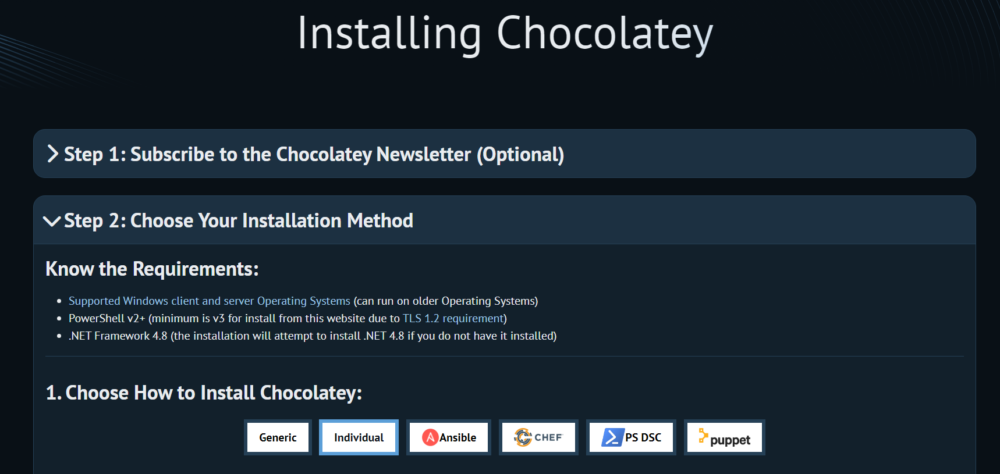 Installing Chocolatey
Step 1: Subscribe to the Chocolatey Newsletter (Optional)
Step 2: Choose Your Installation Method
Know the Requirements:
Supported Windows client and server Operating Systems (can run on older Operating Systems)
PowerShell v2+ (minimum is v3 for install from this website due to TLS 1.2 requirement)
.NET Framework 4.8 (the installation will attempt to install .NET 4.8 if you do not have it installed)
1. Choose How to Install Chocolatey:
Generic Individual Ansible CHEF PS DSC puppet